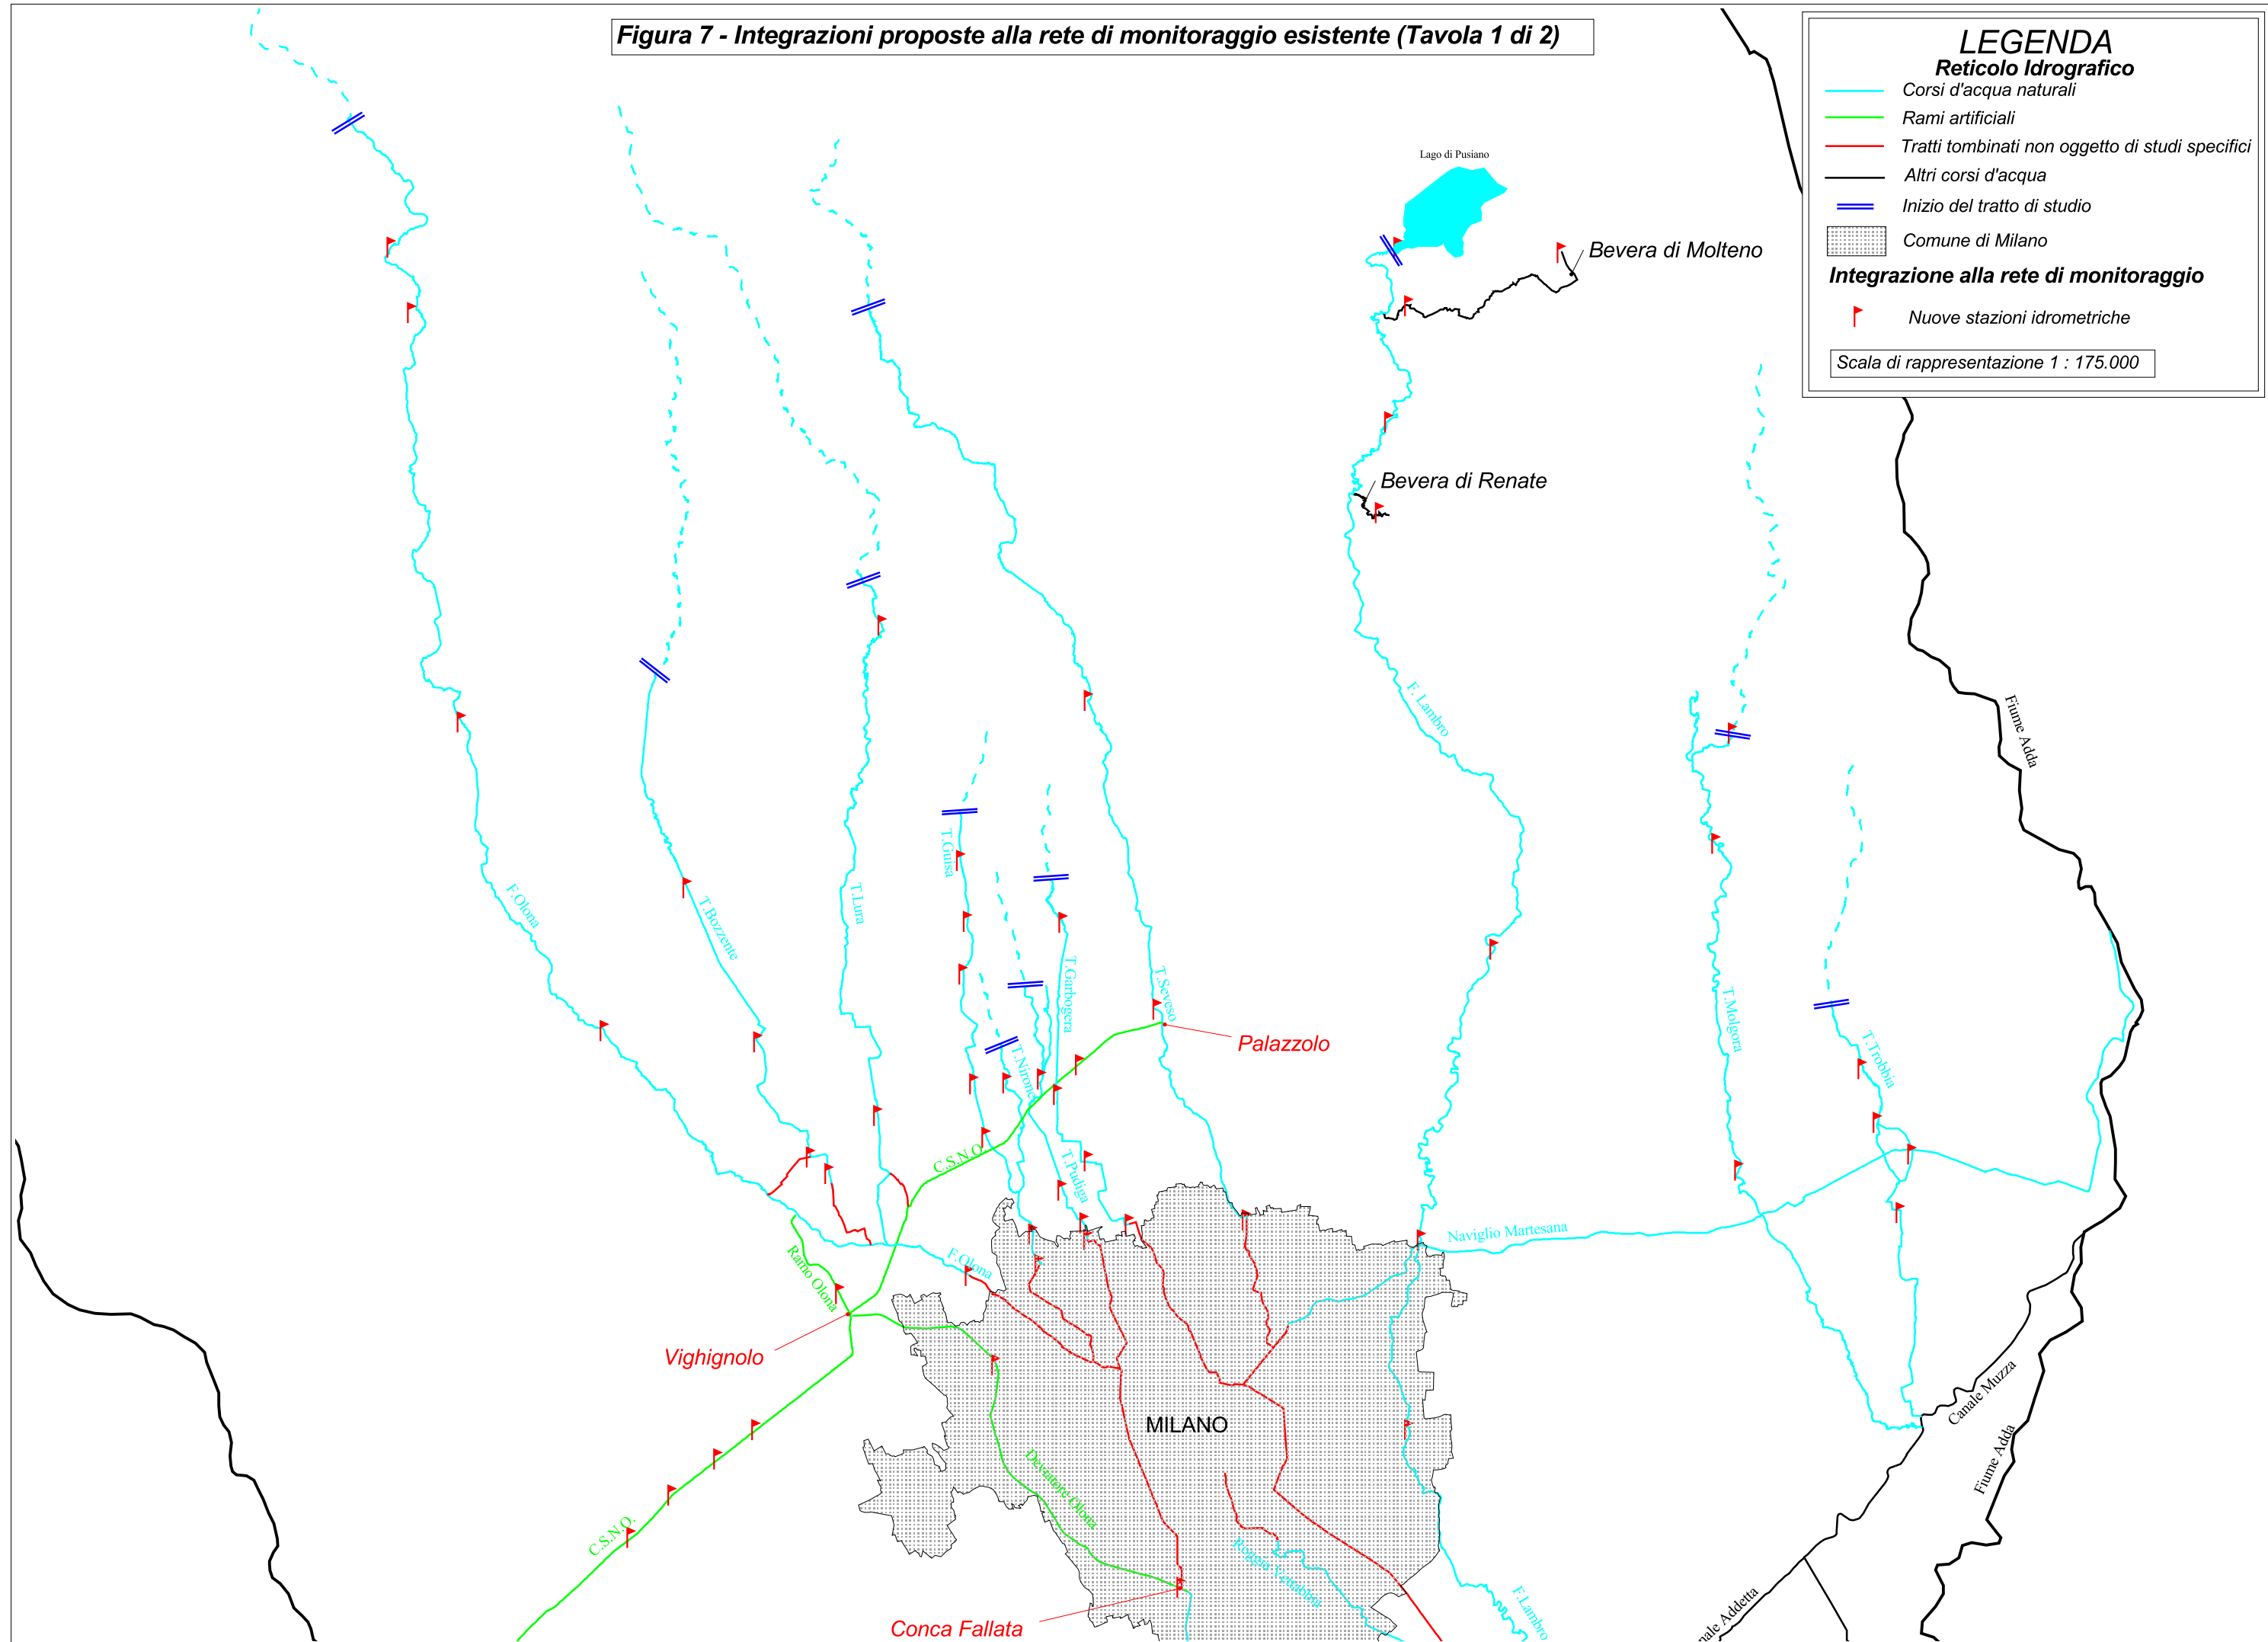 Figura 7 - Integrazioni proposte alla rete di monitoraggio esistente (Tavola 1 di 2)
LEGENDA
Reticolo Idrografico
Corsi d'acqua naturali
Rami artificiali
Tratti tombinati non oggetto di studi specifici
Altri corsi d'acqua
Inizio del tratto di studio
Comune di Milano
Integrazione alla rete di monitoraggio
Nuove stazioni idrometriche
Scala di rappresentazione 1 : 175.000
Lago di Pusiano
Bevera di Molteno
Bevera di Renate
F. Lambro
Fiume Adda
T.Guisa
F.Olona
T.Bozzente
T.Lura
T.Garbogera
T.Seveso
T.Molgora
Palazzolo
T.Nirone
T.Trobbia
C.S.N.O.
T.Pudiga
Naviglio Martesana
Ramo Olona
F.Olona
Vighignolo
MILANO
Canale Muzza
Fiume Adda
Deviatore Olona
C.S.N.O.
Roggia Vettabbia
F.Lambro
nale Addetta
Conca Fallata